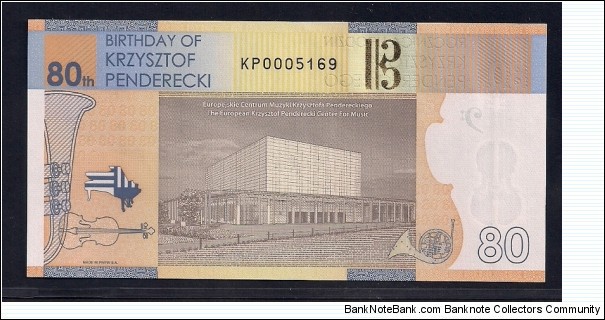 BIRTHDAY OF
80th KRZYSZTOF
PENDERECKI
KP0005169
Europejskie Centrum Muzyki Krzysztofa Pendereckiego
The European Krzysztof Penderecki Center For Music
80
BankNoteBank.com - Banknote Collectors Community